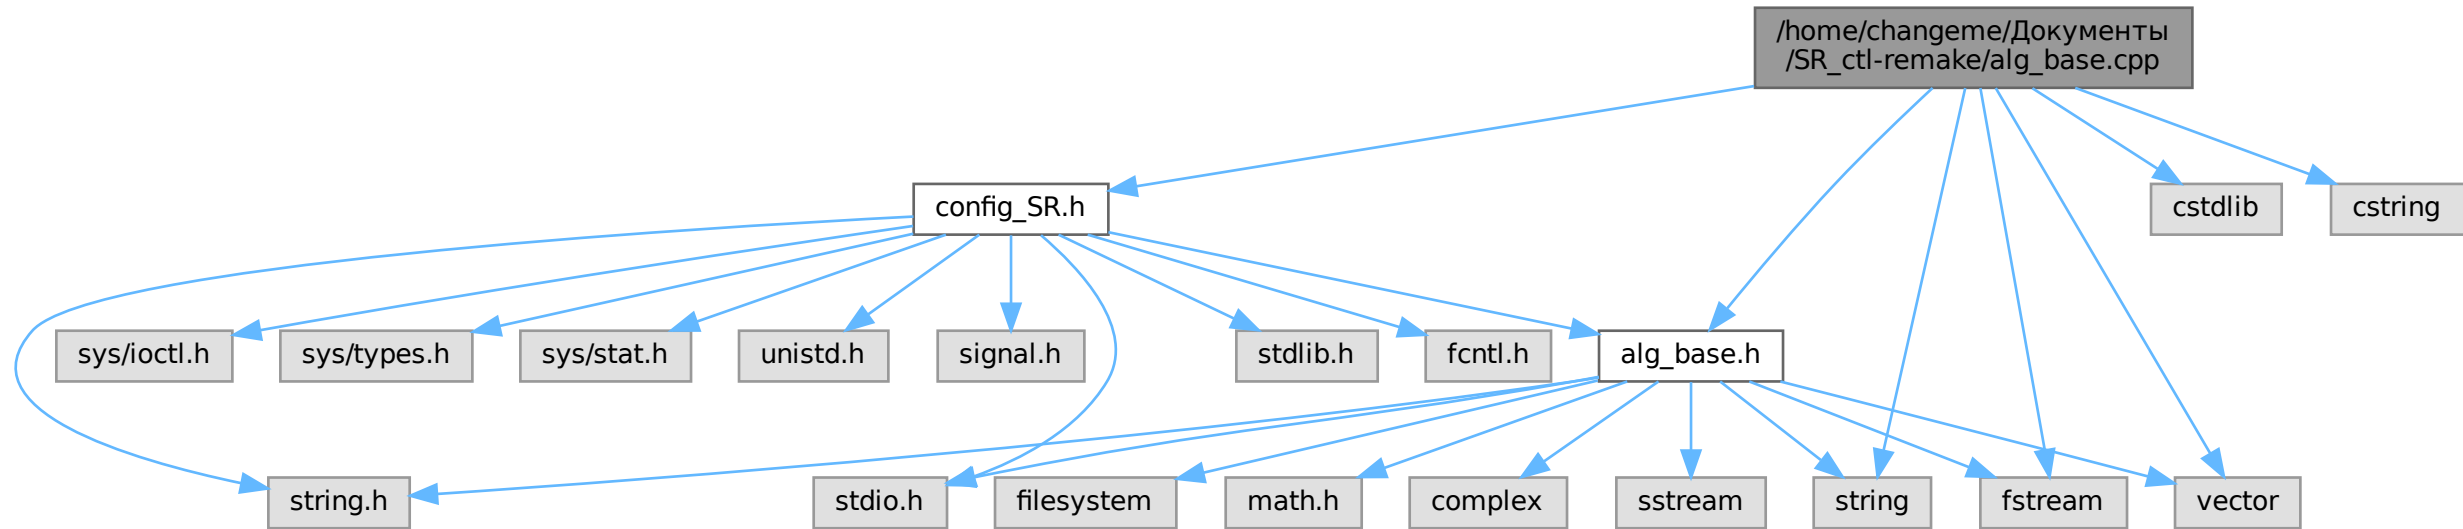 /home/changeme/Документы
/SR_ctl-remake/alg_base.cpp
config_SR.h
cstdlib
cstring
sys/ioctl.h
sys/types.h
sys/stat.h
unistd.h
signal.h
stdlib.h
fcntl.h
alg_base.h
string.h
stdio.h
filesystem
math.h
complex
sstream
string
fstream
vector